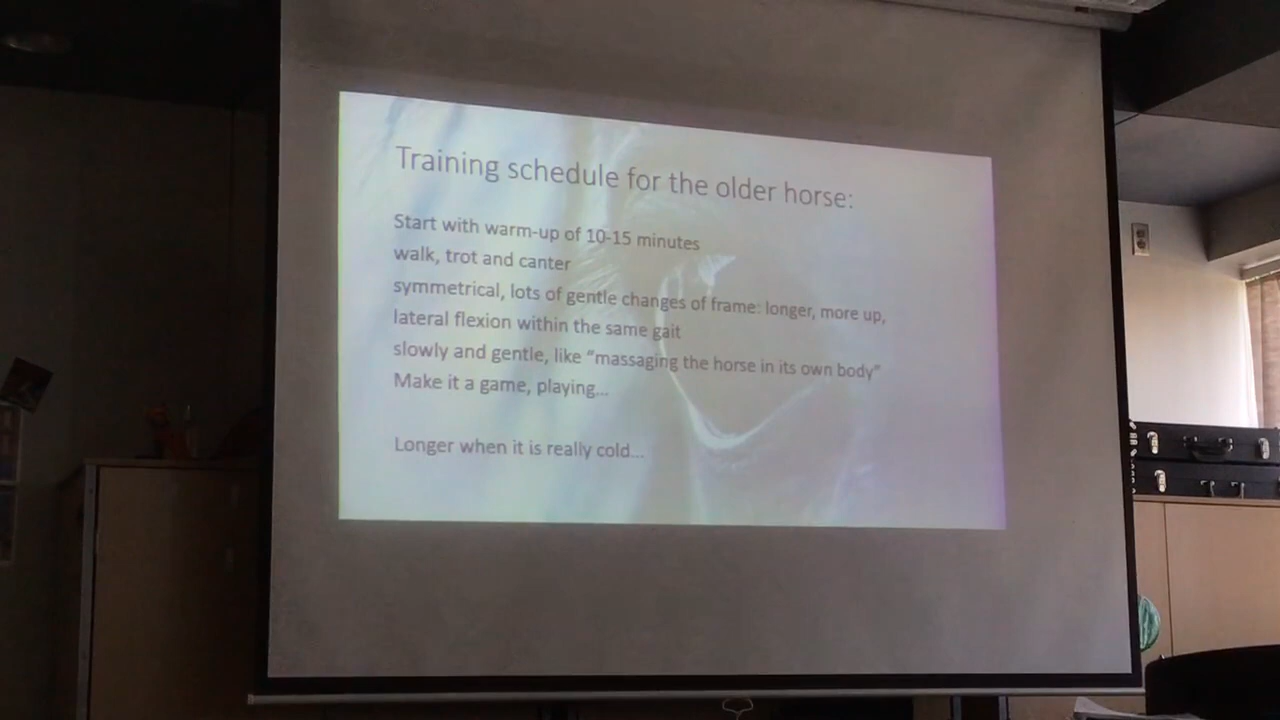 Training schedule for the older horse:
Start with warm-up of 10-15 minutes
walk, trot and canter
symmetrical, lots of gentle changes of frame: longer, more up,
lateral flexion within the same gait
slowly and gentle, like “massaging the horse in its own body”
Make it a game, playing...
Longer when it is really cold...